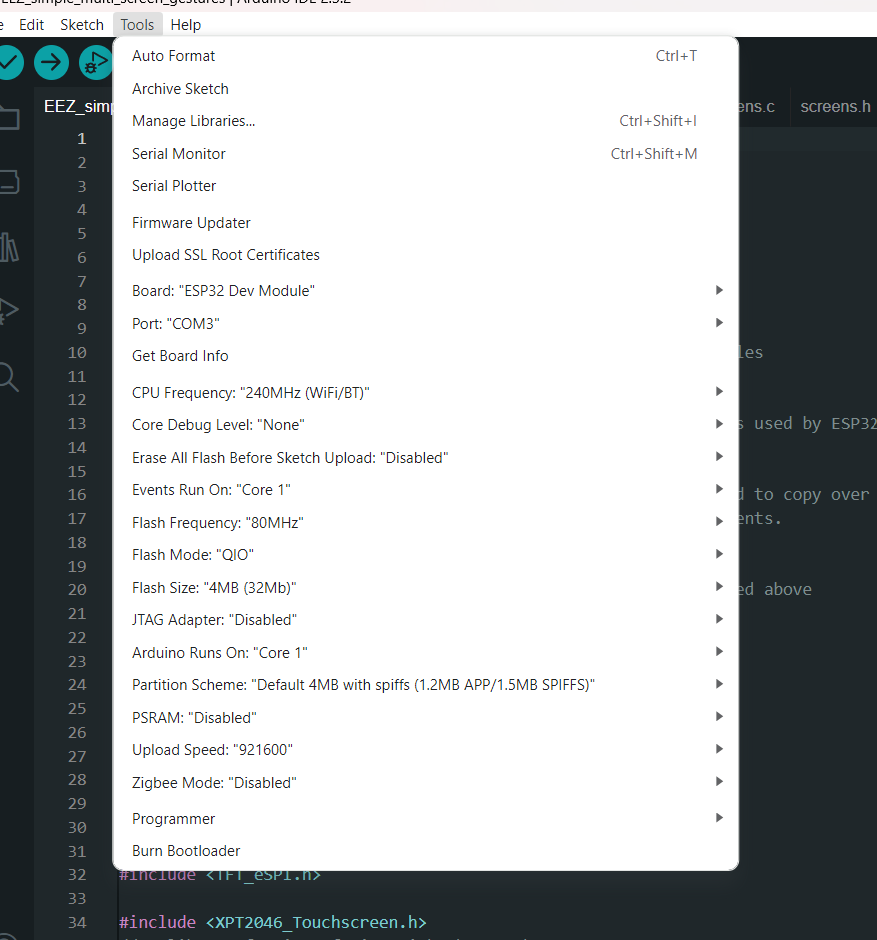 EEZ_simple_multi_screen_gestures | Arduino IDE 2.3.2
e Edit Sketch Tools Help
Auto Format Ctrl+T
Archive Sketch
Manage Libraries... Ctrl+Shift+I
Serial Monitor Ctrl+Shift+M
Serial Plotter
Firmware Updater
Upload SSL Root Certificates
Board: "ESP32 Dev Module"
Port: "COM3"
Get Board Info
CPU Frequency: "240MHz (WiFi/BT)"
Core Debug Level: "None"
Erase All Flash Before Sketch Upload: "Disabled"
Events Run On: "Core 1"
Flash Frequency: "80MHz"
Flash Mode: "QIO"
Flash Size: "4MB (32Mb)"
JTAG Adapter: "Disabled"
Arduino Runs On: "Core 1"
Partition Scheme: "Default 4MB with spiffs (1.2MB APP/1.5MB SPIFFS)"
PSRAM: "Disabled"
Upload Speed: "921600"
Zigbee Mode: "Disabled"
Programmer
Burn Bootloader
EEZ_simp ens.c screens.h
1
2
3
4
5
6
7
8
9
10 les
11
12
13 s used by ESP32
14
15
16 d to copy over
17 ents.
18
19
20 ed above
21
22
23
24
25
26
27
28
29
30
31
32 #include <TFT_eSPI.h>
33
34 #include <XPT2046_Touchscreen.h>